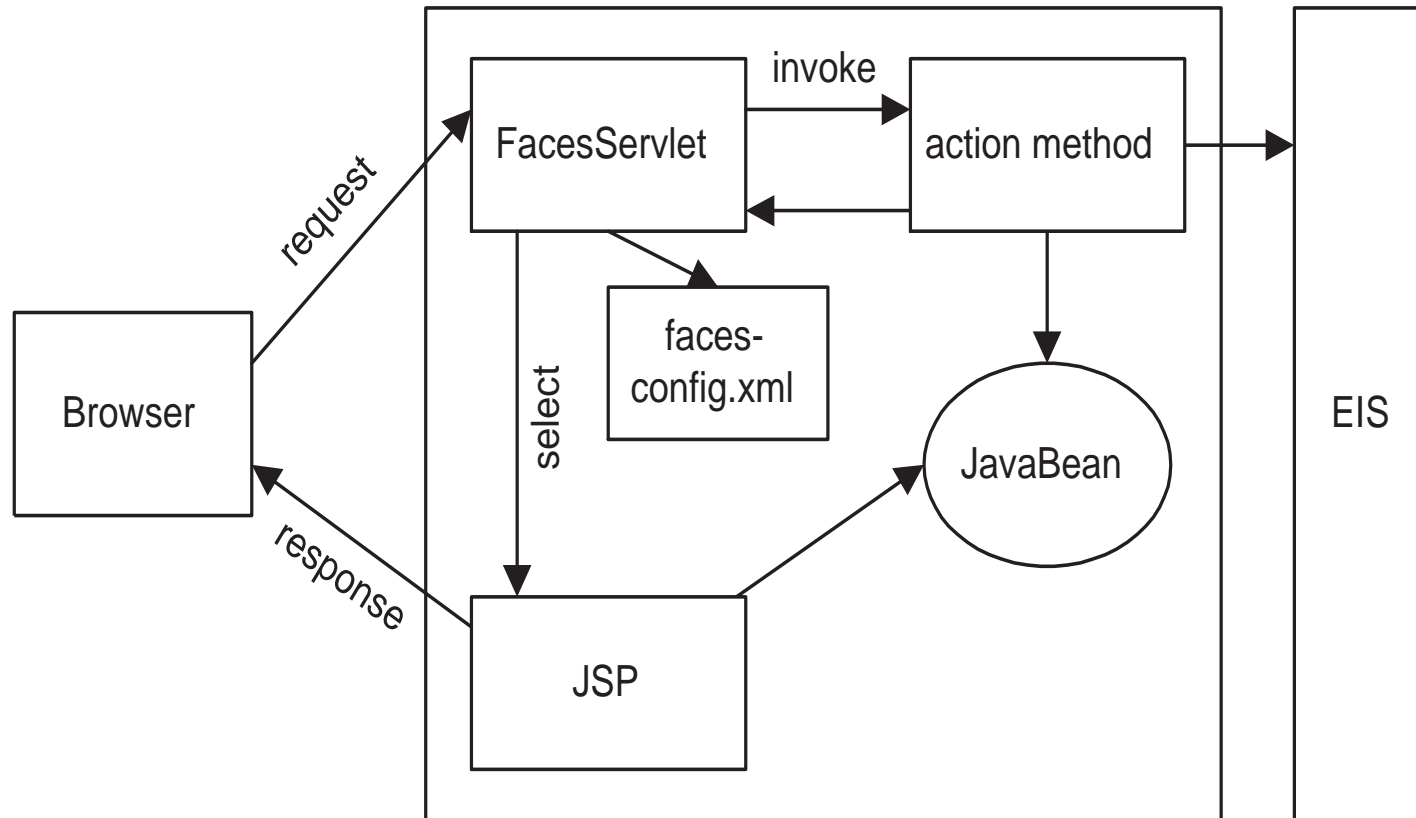 invoke
FacesServlet
action method
request
faces-
config.xml
select
Browser
EIS
JavaBean
response
JSP